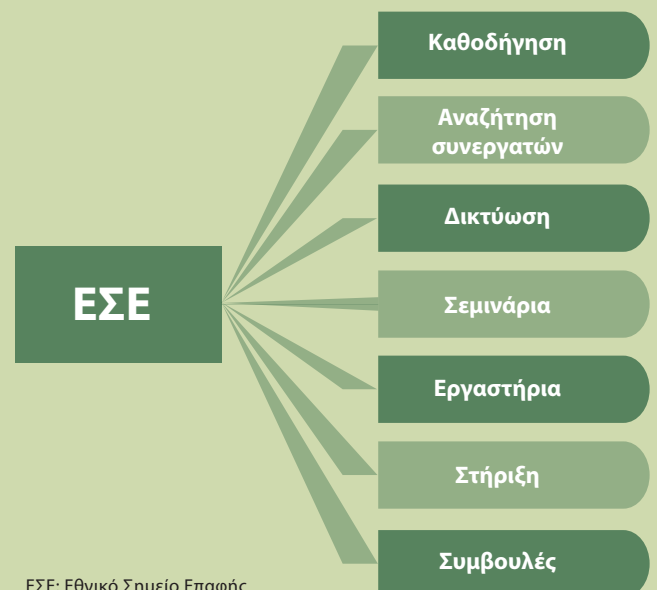 Καθοδήγηση
Αναζήτηση
συνεργατών
Δικτύωση
ΕΣΕ
Σεμινάρια
Εργαστήρια
Στήριξη
Συμβουλές
ΕΣΕ: Εθνικό Σημείο Επαφής